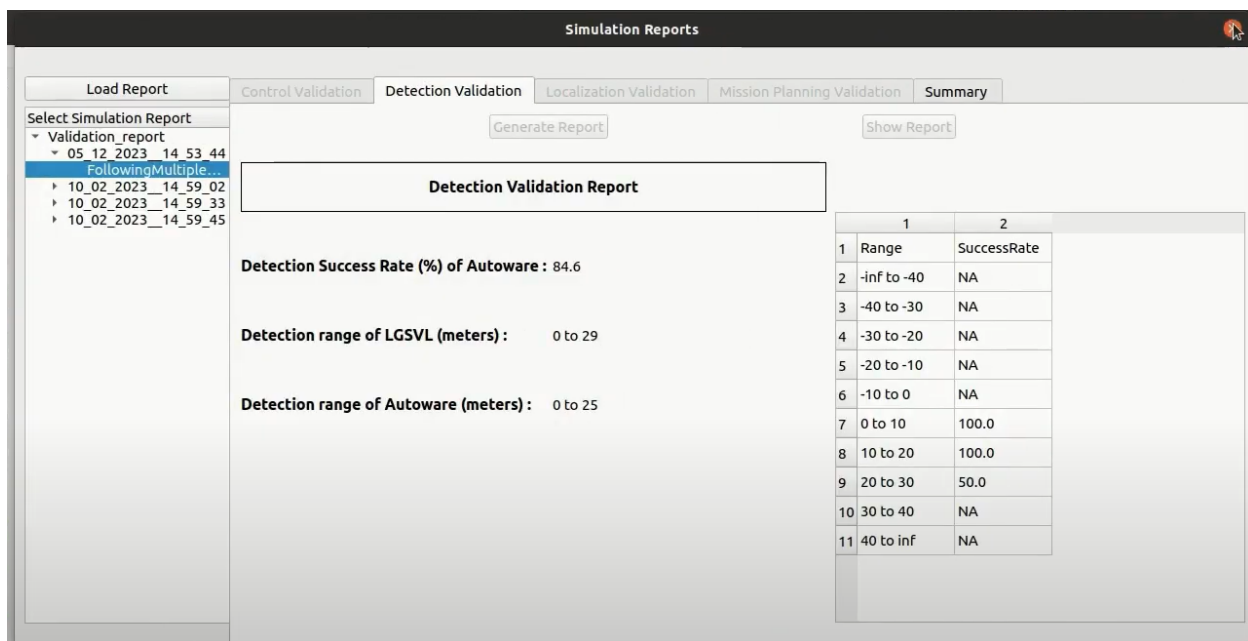 Simulation Reports
Load Report
Control Validation
Detection Validation
Localization Validation
Mission Planning Validation
Summary
Select Simulation Report
Generate Report
Show Report
Validation_report
05_12_2023__14_53_44
FollowingMultiple...
10_02_2023__14_59_02
10_02_2023__14_59_33
10_02_2023__14_59_45
Detection Validation Report
Detection Success Rate (%) of Autoware : 84.6
Detection range of LGSVL (meters) : 0 to 29
Detection range of Autoware (meters) : 0 to 25
1 2
1 Range SuccessRate
2 -inf to -40 NA
3 -40 to -30 NA
4 -30 to -20 NA
5 -20 to -10 NA
6 -10 to 0 NA
7 0 to 10 100.0
8 10 to 20 100.0
9 20 to 30 50.0
10 30 to 40 NA
11 40 to inf NA